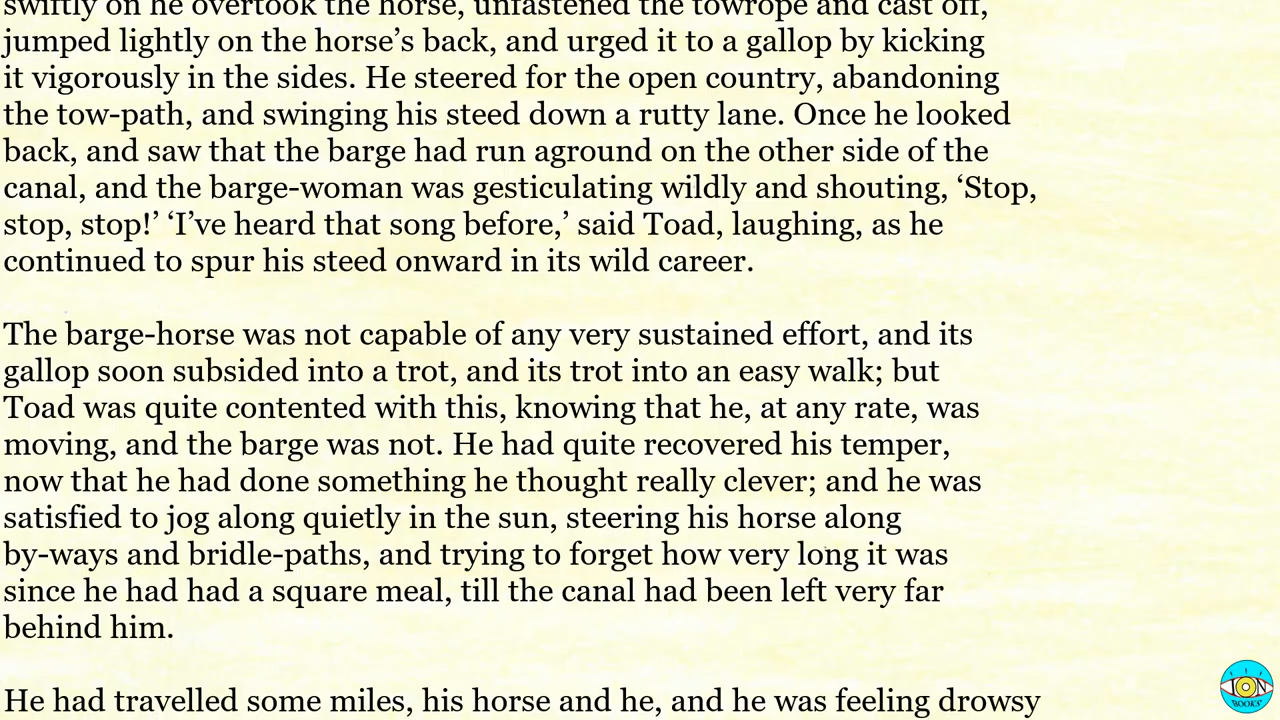 swiftly on he overtook the horse, unfastened the towrope and cast off,
jumped lightly on the horse’s back, and urged it to a gallop by kicking
it vigorously in the sides. He steered for the open country, abandoning
the tow-path, and swinging his steed down a rutty lane. Once he looked
back, and saw that the barge had run aground on the other side of the
canal, and the barge-woman was gesticulating wildly and shouting, ‘Stop,
stop, stop!’ ‘I’ve heard that song before,’ said Toad, laughing, as he
continued to spur his steed onward in its wild career.
The barge-horse was not capable of any very sustained effort, and its
gallop soon subsided into a trot, and its trot into an easy walk; but
Toad was quite contented with this, knowing that he, at any rate, was
moving, and the barge was not. He had quite recovered his temper,
now that he had done something he thought really clever; and he was
satisfied to jog along quietly in the sun, steering his horse along
by-ways and bridle-paths, and trying to forget how very long it was
since he had had a square meal, till the canal had been left very far
behind him.
He had travelled some miles, his horse and he, and he was feeling drowsy
ION
BOOKS